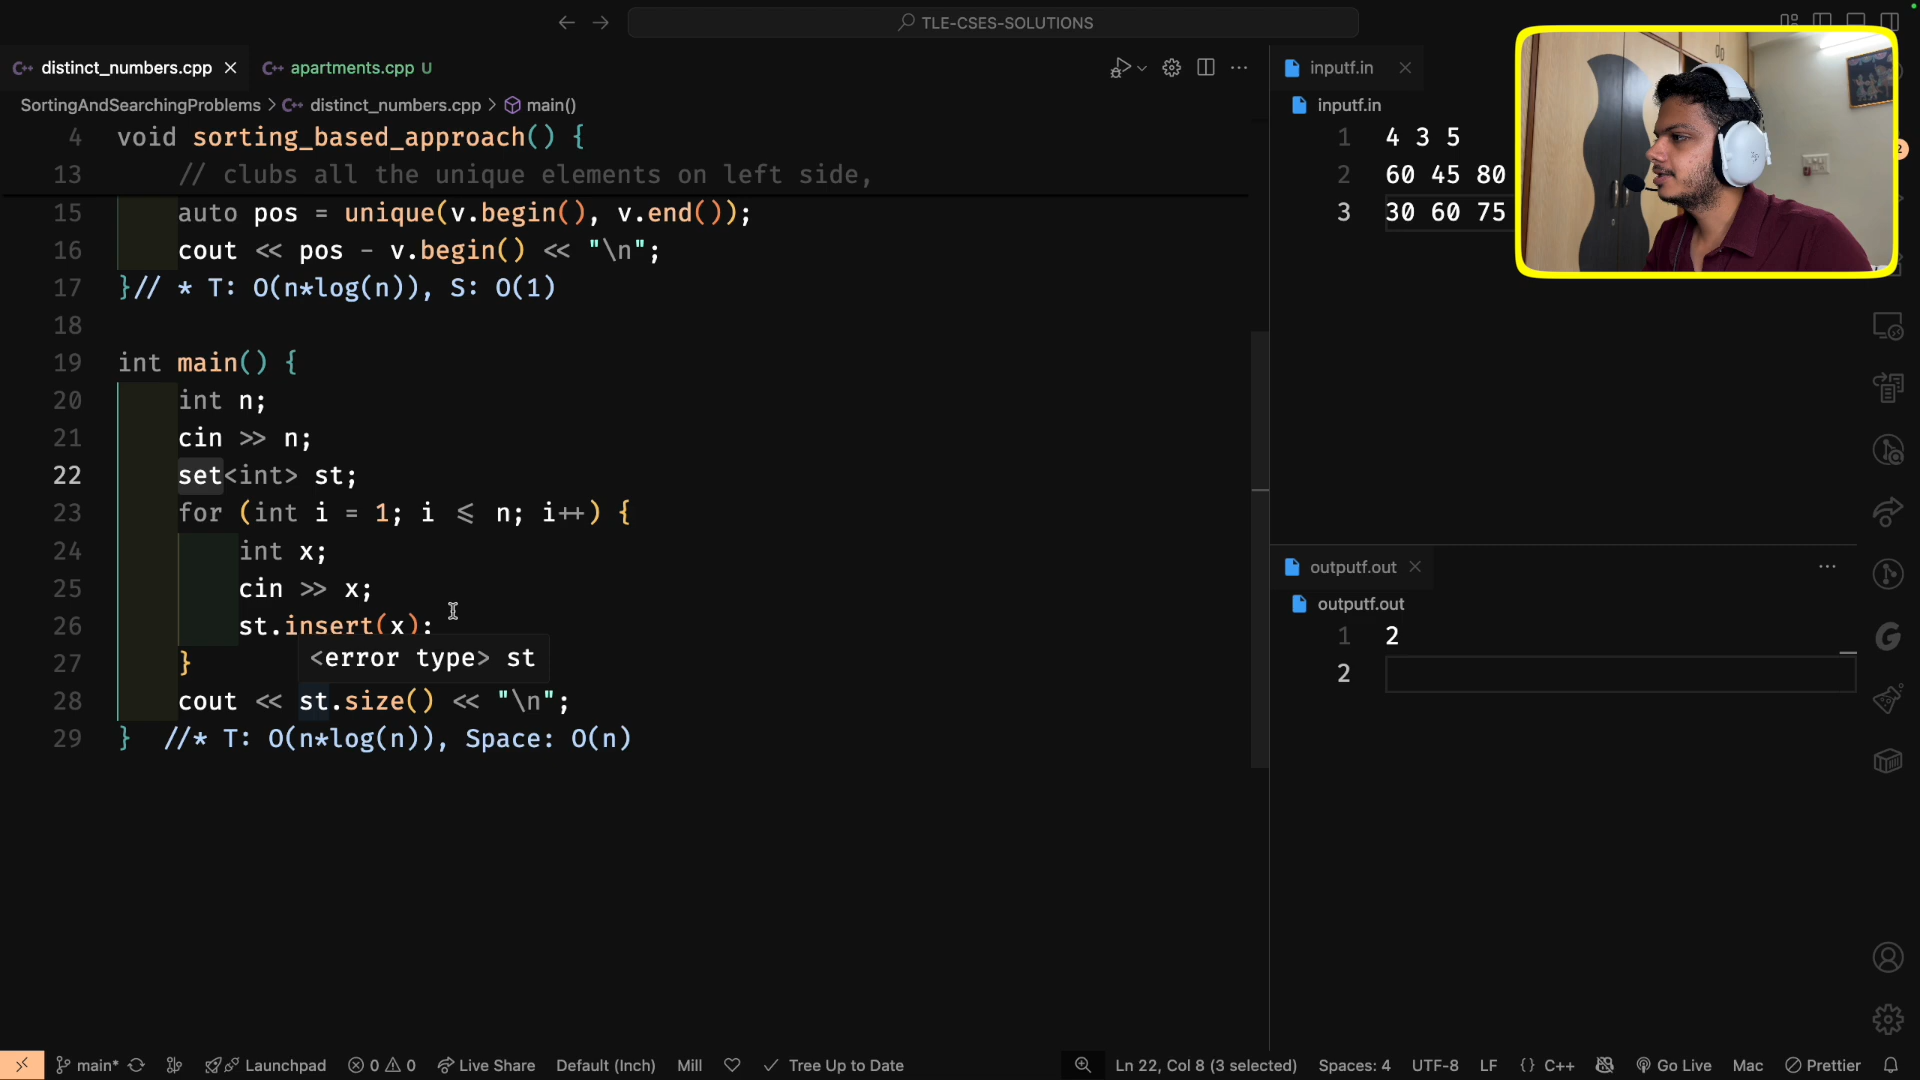 TLE-CSES-SOLUTIONS
distinct_numbers.cpp
apartments.cpp U
SortingAndSearchingProblems > distinct_numbers.cpp > main()
4 void sorting_based_approach() {
13 // clubs all the unique elements on left side,
15 auto pos = unique(v.begin(), v.end());
16 cout << pos - v.begin() << "\n";
17 }// * T: O(n*log(n)), S: O(1)
18
19 int main() {
20 int n;
21 cin >> n;
22 set<int> st;
23 for (int i = 1; i <= n; i++) {
24 int x;
25 cin >> x;
26 st.insert(x);
27 }
<error type> st
28 cout << st.size() << "\n";
29 } //* T: O(n*log(n)), Space: O(n)
inputf.in
inputf.in
1 4 3 5
2 60 45 80
3 30 60 75
2
outputf.out
outputf.out
1 2
2
main* 0 0 Launchpad Live Share Default (Inch) Mill Tree Up to Date Ln 22, Col 8 (3 selected) Spaces: 4 UTF-8 LF {} C++ Go Live Mac Prettier